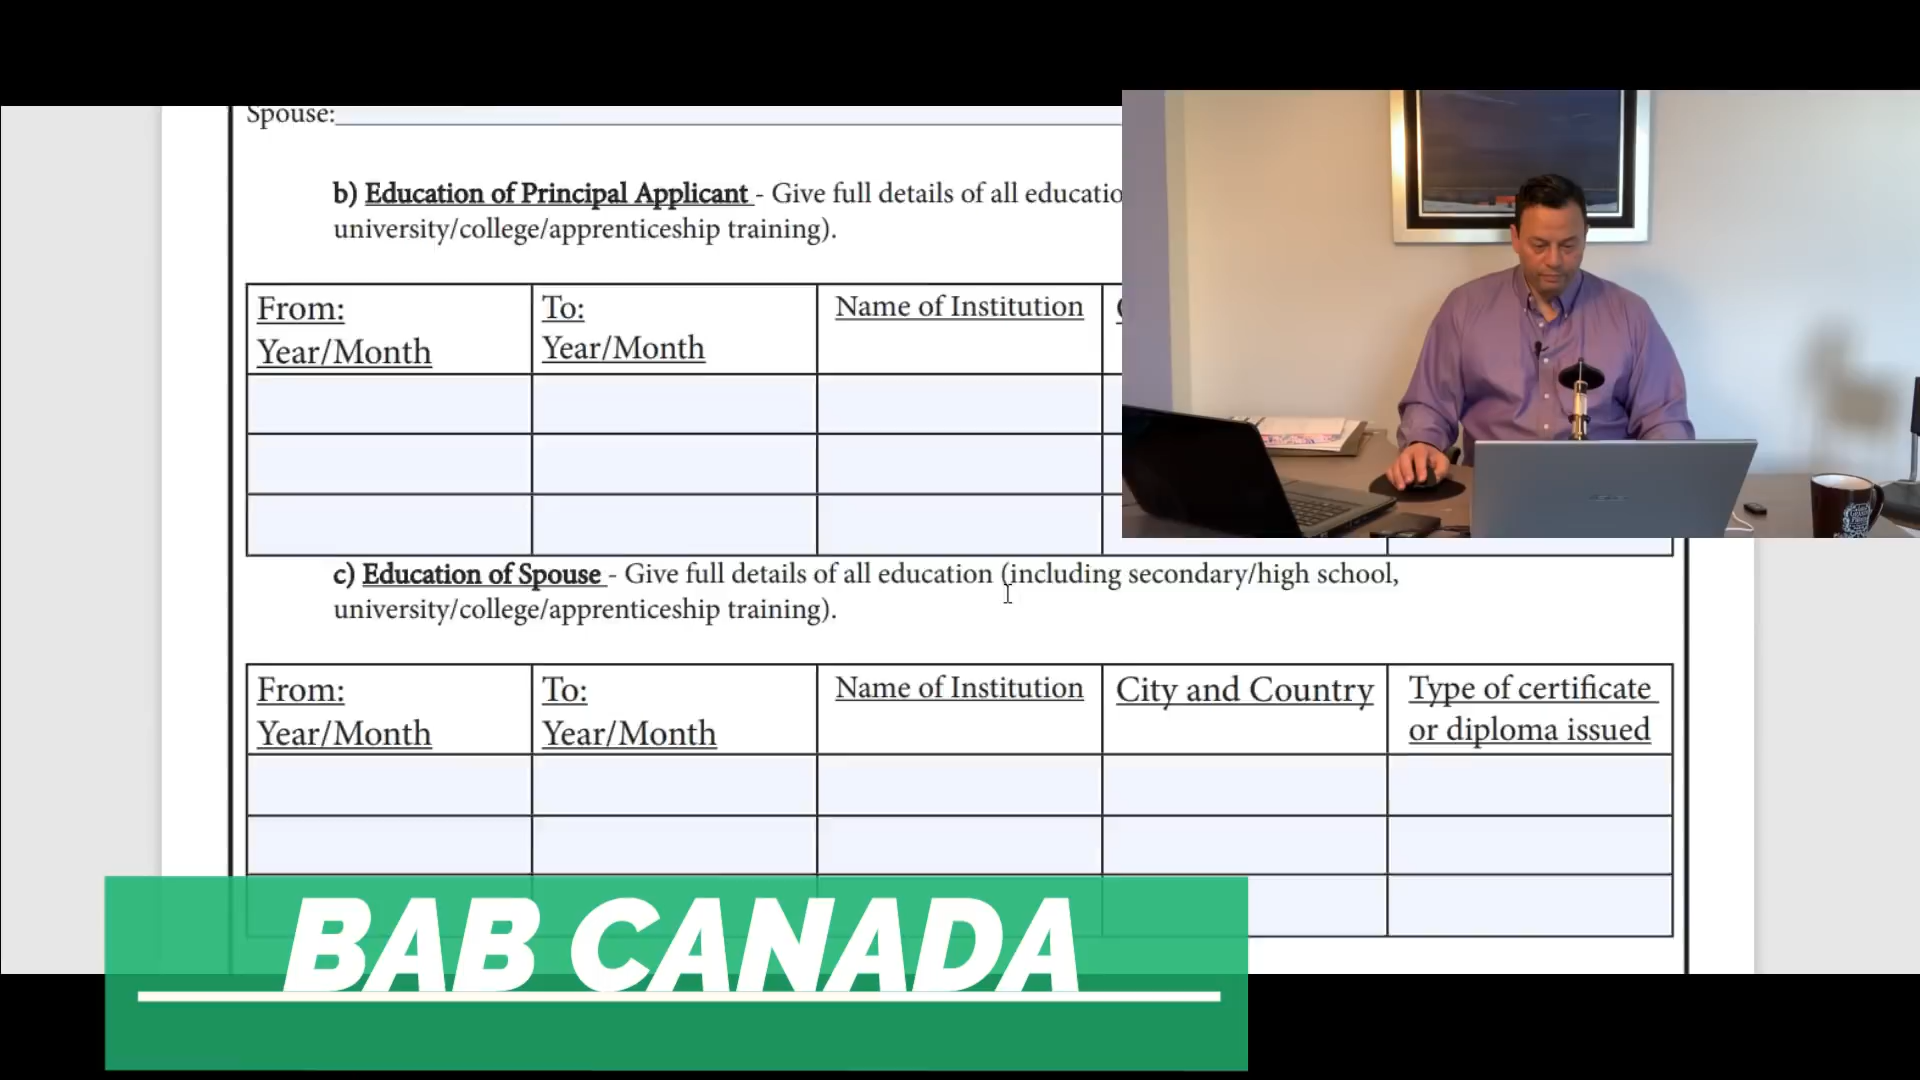 Spouse:
b) Education of Principal Applicant - Give full details of all educatio
university/college/apprenticeship training).
From:
Year/Month
To:
Year/Month
Name of Institution
c) Education of Spouse - Give full details of all education (including secondary/high school,
university/college/apprenticeship training).
From:
Year/Month
To:
Year/Month
Name of Institution
City and Country
Type of certificate
or diploma issued
BAB CANADA